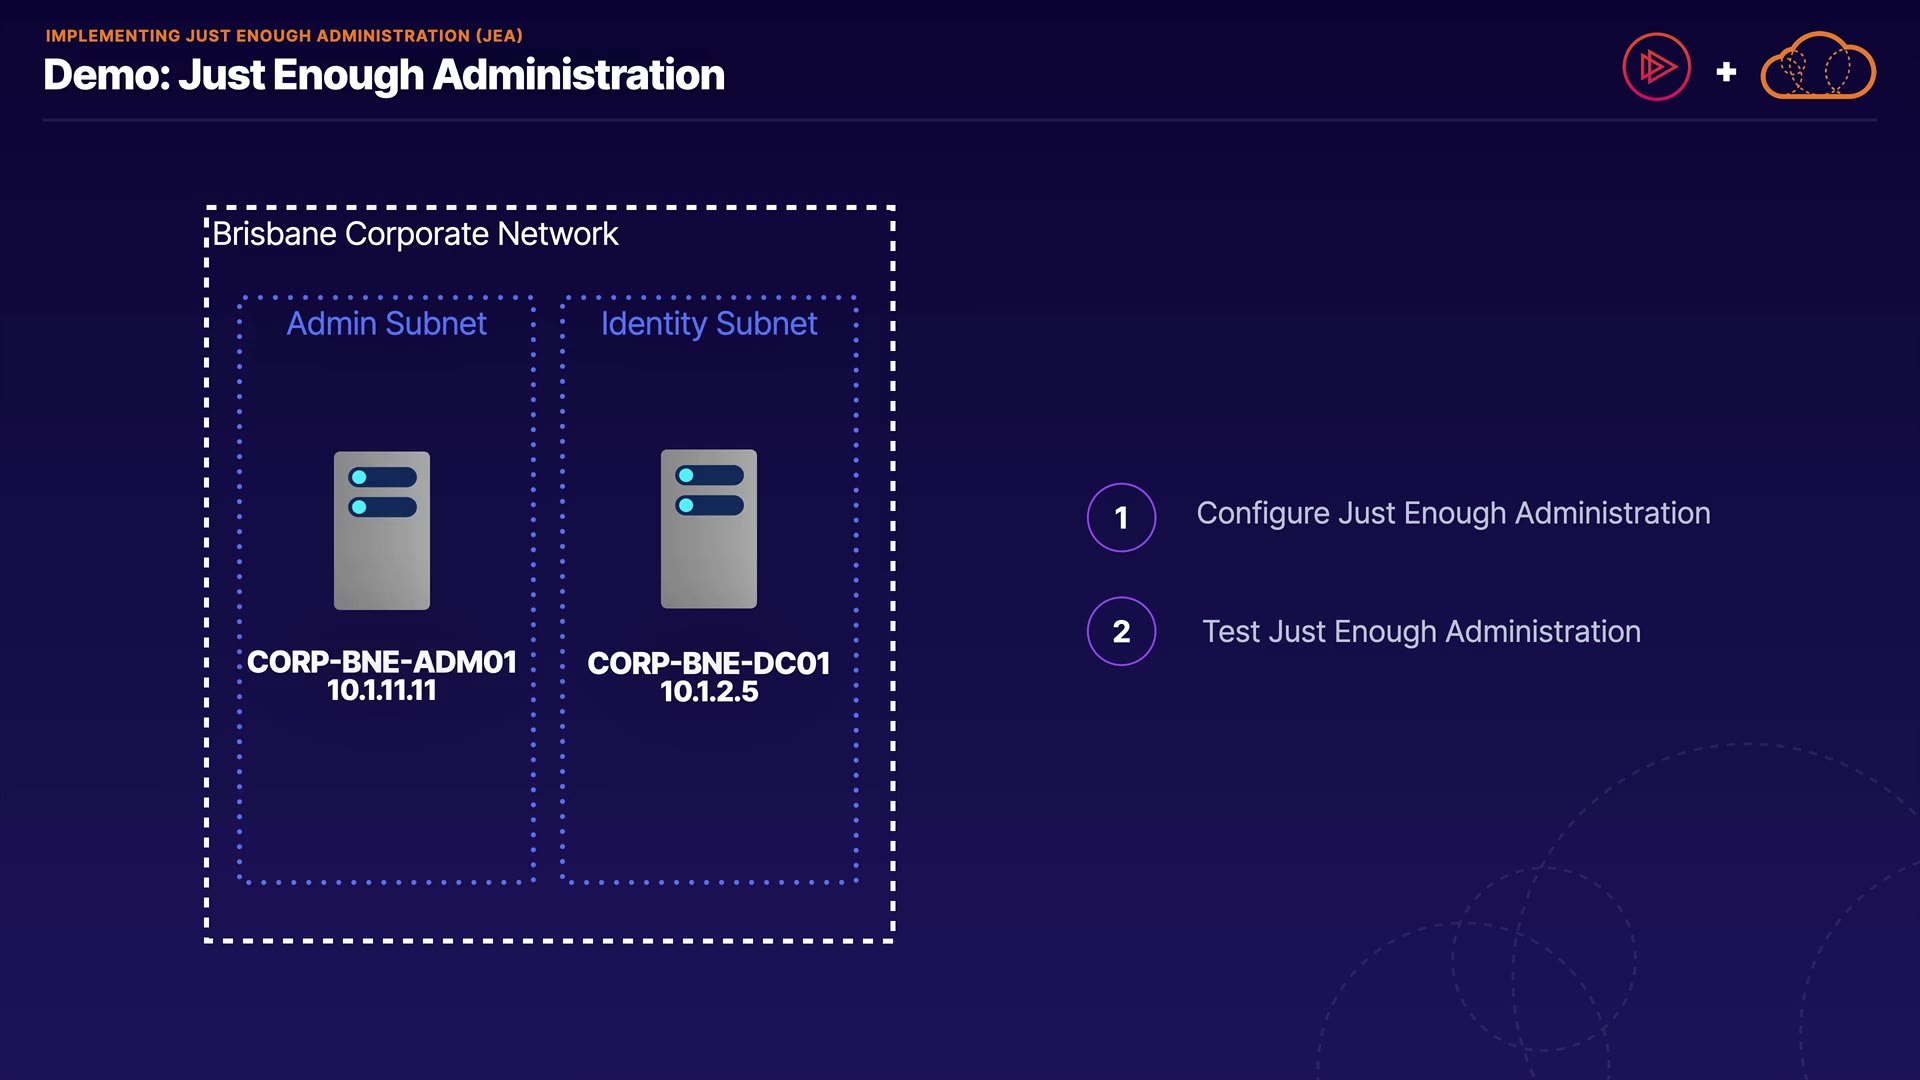 IMPLEMENTING JUST ENOUGH ADMINISTRATION (JEA)
Demo: Just Enough Administration
+
Brisbane Corporate Network
Admin Subnet
Identity Subnet
CORP-BNE-ADM01
10.1.11.11
CORP-BNE-DC01
10.1.2.5
1
Configure Just Enough Administration
2
Test Just Enough Administration